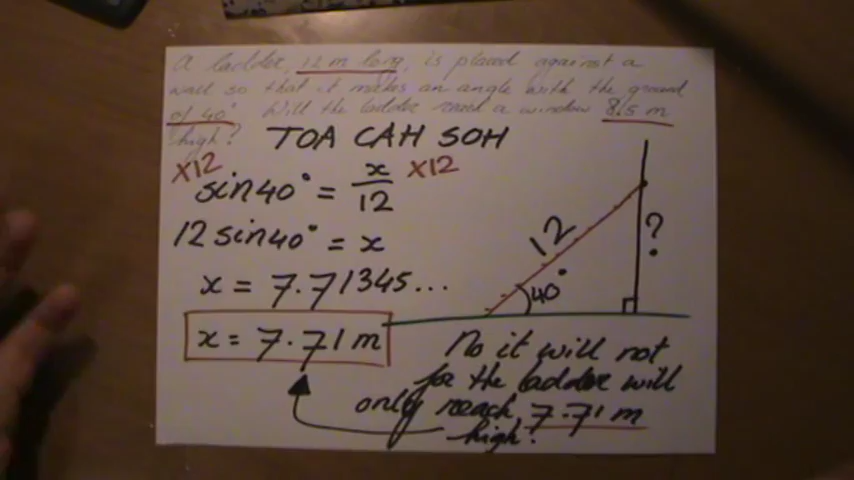 A ladder, 12 m long, is placed against a
wall so that it makes an angle with the ground
of 40° Will the ladder reach a window 8.5 m
high?
TOA CAH SOH
x12 sin40° = x/12 x12
12 sin40° = x
x = 7.71345...
x = 7.71 m
12
40°
?
No it will not
for the ladder will
only reach 7.71 m
high.